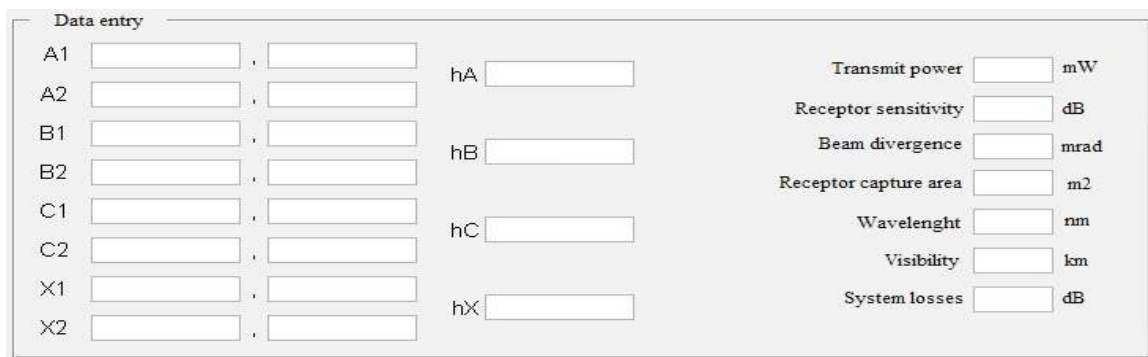 Data entry
A1 ,
A2 ,
B1 ,
B2 ,
C1 ,
C2 ,
X1 ,
X2 ,
hA
hB
hC
hX
Transmit power mW
Receptor sensitivity dB
Beam divergence mrad
Receptor capture area m2
Wavelenght nm
Visibility km
System losses dB